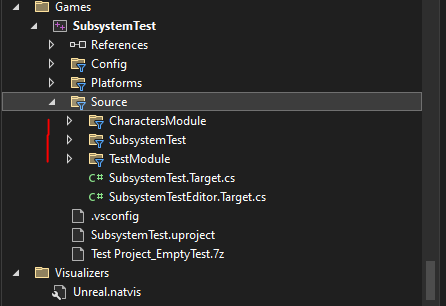 Games
SubsystemTest
References
Config
Platforms
Source
CharactersModule
SubsystemTest
TestModule
C# SubsystemTest.Target.cs
C# SubsystemTestEditor.Target.cs
.vsconfig
SubsystemTest.uproject
Test Project_EmptyTest.7z
Visualizers
Unreal.natvis